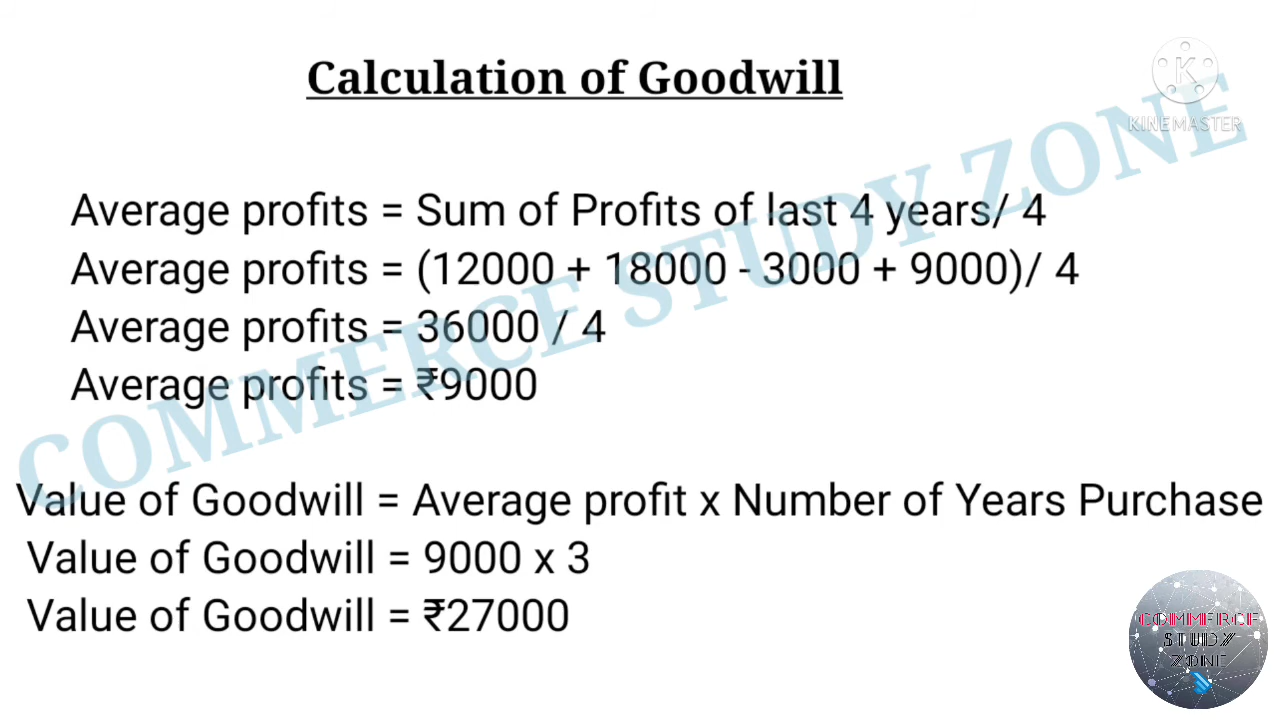 Calculation of Goodwill
K
KINEMASTER
COMMERCE STUDY ZONE
Average profits = Sum of Profits of last 4 years/ 4
Average profits = (12000 + 18000 - 3000 + 9000)/ 4
Average profits = 36000 / 4
Average profits = ₹9000
Value of Goodwill = Average profit x Number of Years Purchase
Value of Goodwill = 9000 x 3
Value of Goodwill = ₹27000
COMMERCE
STUDY
ZONE